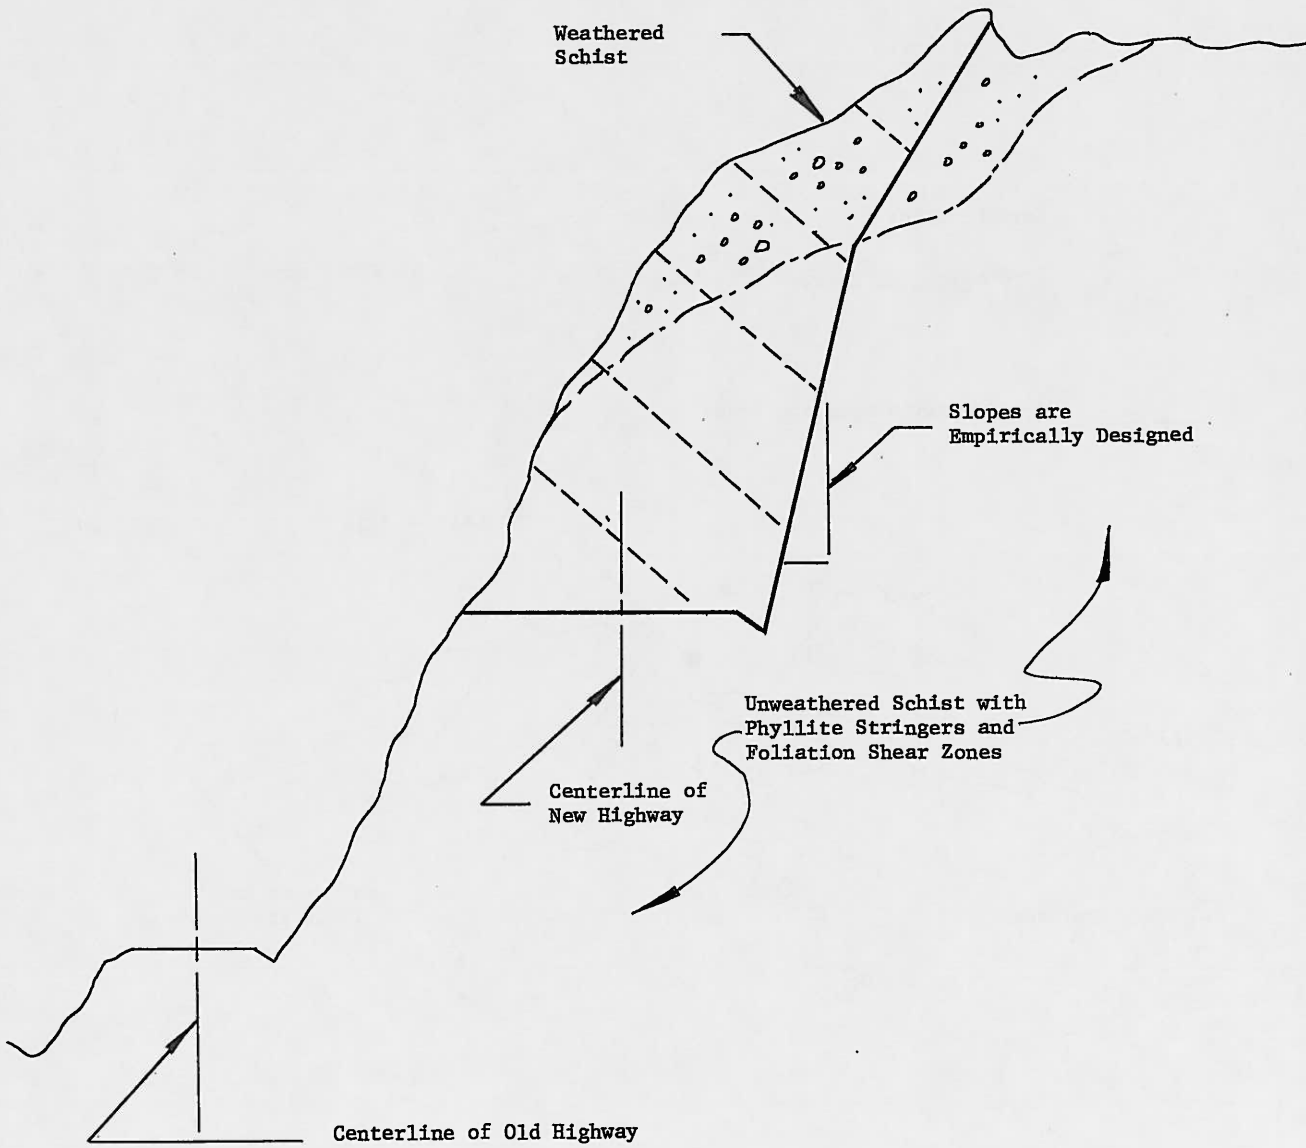 Weathered
Schist
Slopes are
Empirically Designed
Unweathered Schist with
Phyllite Stringers and
Foliation Shear Zones
Centerline of
New Highway
Centerline of Old Highway